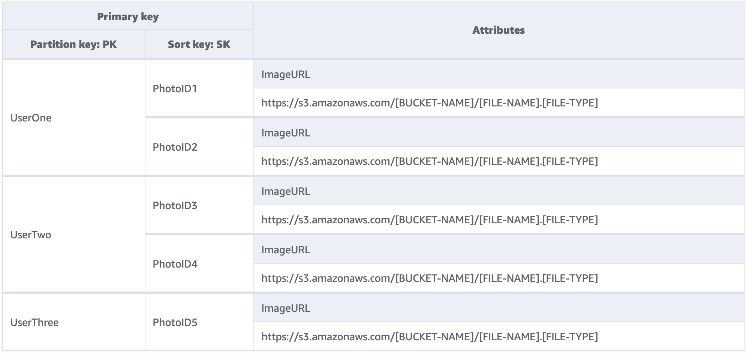 Primary key
Attributes
Partition key: PK
Sort key: SK
UserOne
PhotoID1
ImageURL
https://s3.amazonaws.com/[BUCKET-NAME]/[FILE-NAME].[FILE-TYPE]
PhotoID2
ImageURL
https://s3.amazonaws.com/[BUCKET-NAME]/[FILE-NAME].[FILE-TYPE]
UserTwo
PhotoID3
ImageURL
https://s3.amazonaws.com/[BUCKET-NAME]/[FILE-NAME].[FILE-TYPE]
PhotoID4
ImageURL
https://s3.amazonaws.com/[BUCKET-NAME]/[FILE-NAME].[FILE-TYPE]
UserThree
PhotoID5
ImageURL
https://s3.amazonaws.com/[BUCKET-NAME]/[FILE-NAME].[FILE-TYPE]